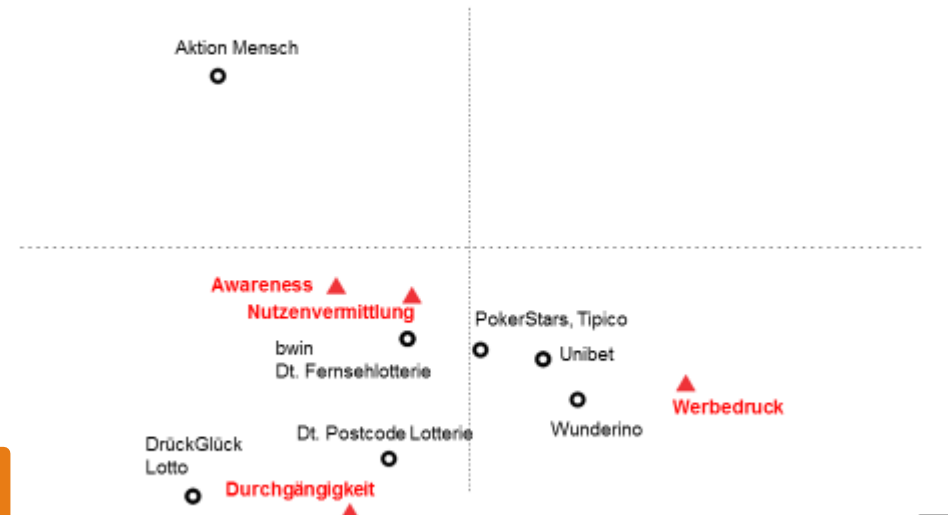 Aktion Mensch
Awareness
Nutzenvermittlung
PokerStars, Tipico
bwin
Dt. Fernsehlotterie
Unibet
Werbedruck
Wunderino
Dt. Postcode Lotterie
DrückGlück
Lotto
Durchgängigkeit